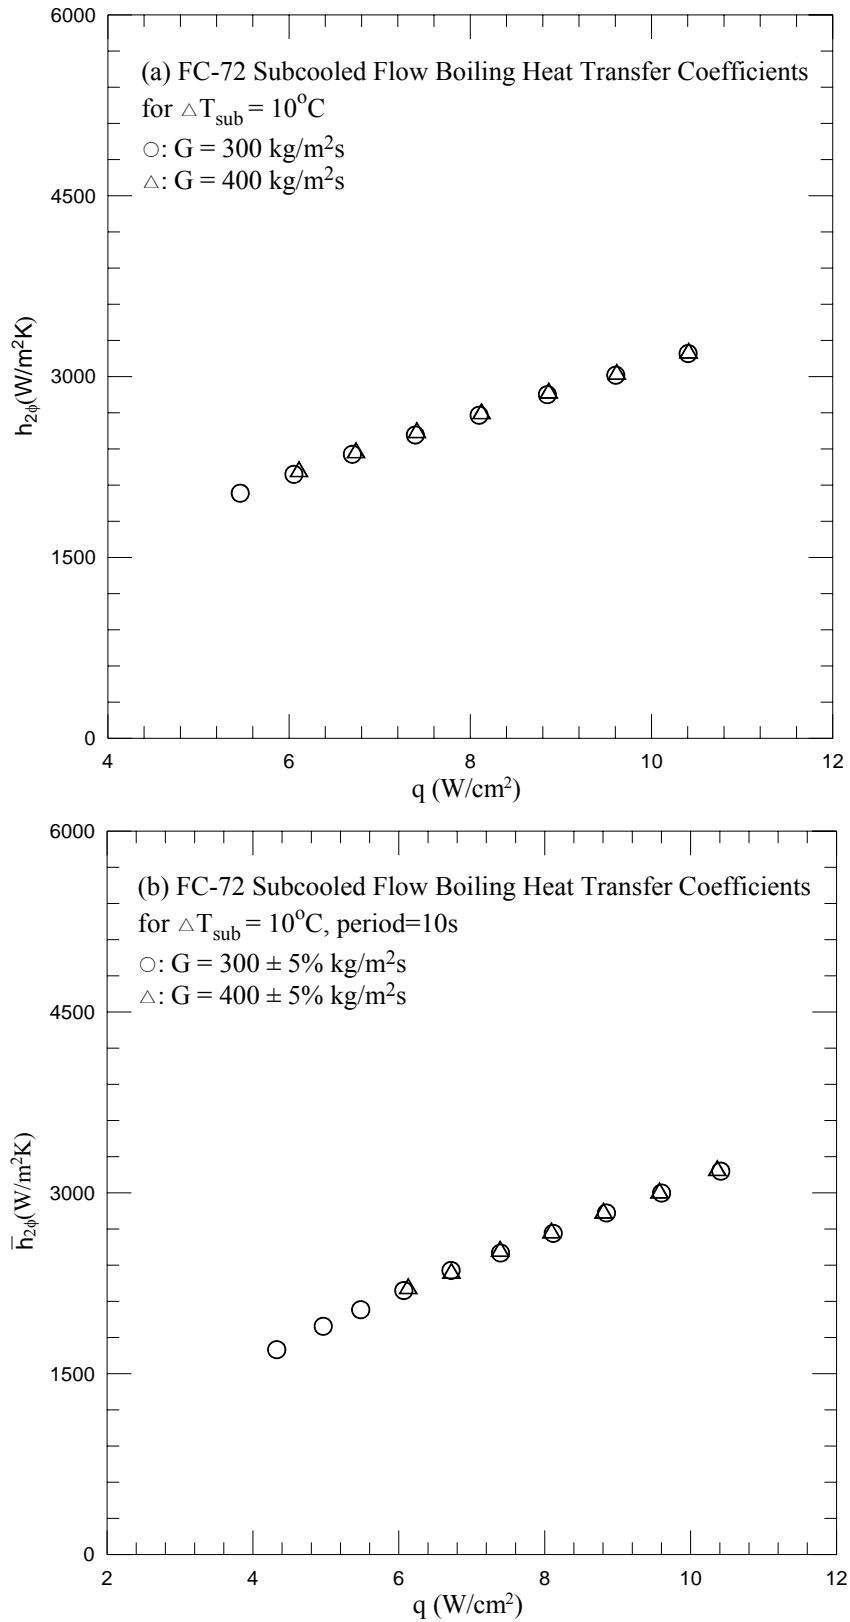 6000
(a) FC-72 Subcooled Flow Boiling Heat Transfer Coefficients
for △T_sub = 10°C
○: G = 300 kg/m²s
△: G = 400 kg/m²s
4500
3000
1500
0
h_2ϕ(W/m²K)
4 6 8 10 12
q (W/cm²)
6000
(b) FC-72 Subcooled Flow Boiling Heat Transfer Coefficients
for △T_sub = 10°C, period=10s
○: G = 300 ± 5% kg/m²s
△: G = 400 ± 5% kg/m²s
4500
3000
1500
0
h̅_2ϕ(W/m²K)
2 4 6 8 10 12
q (W/cm²)